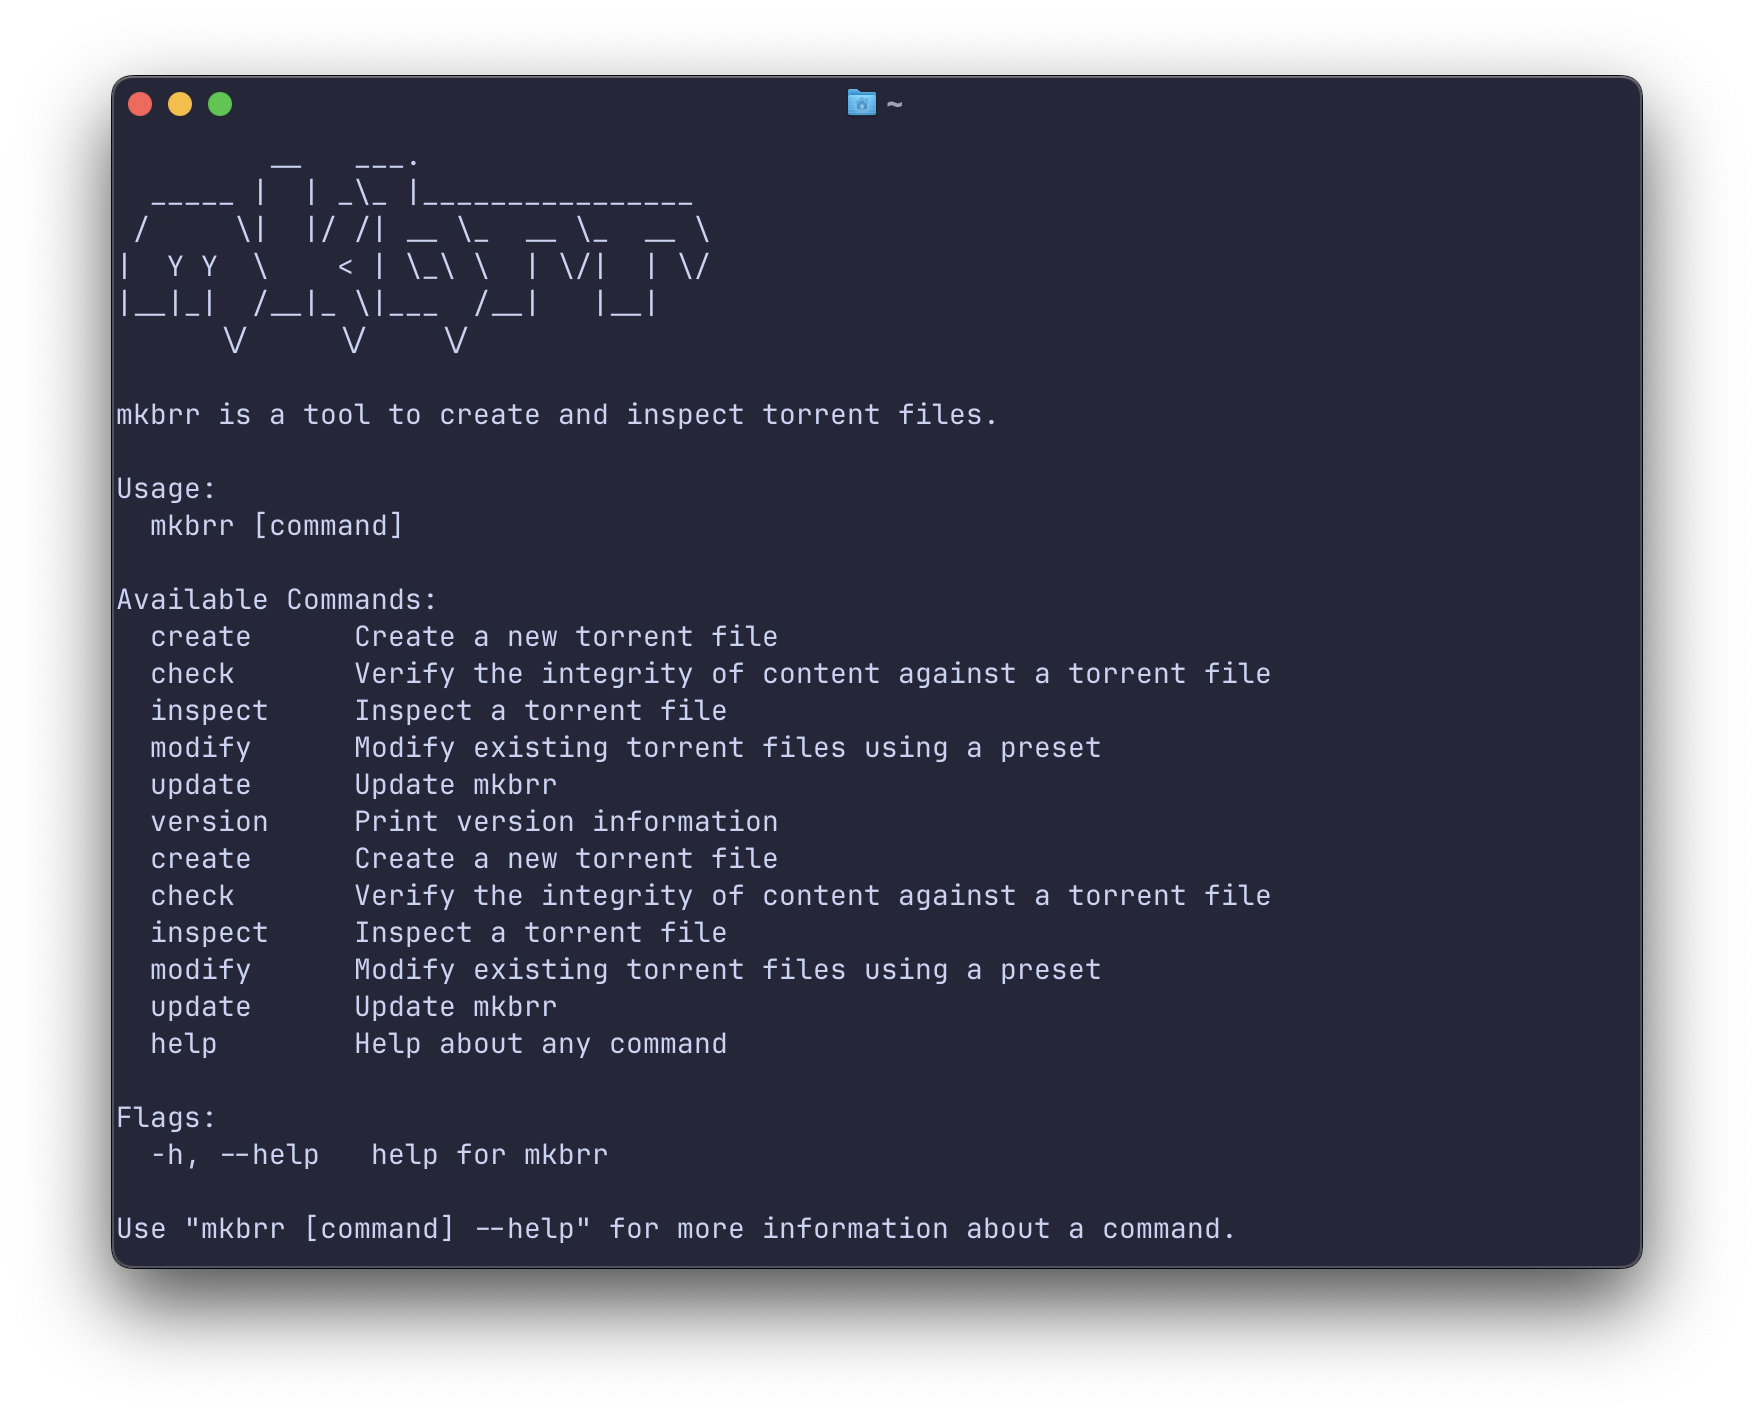 ~
mkbrr is a tool to create and inspect torrent files.
Usage:
  mkbrr [command]
Available Commands:
  create      Create a new torrent file
  check       Verify the integrity of content against a torrent file
  inspect     Inspect a torrent file
  modify      Modify existing torrent files using a preset
  update      Update mkbrr
  version     Print version information
  create      Create a new torrent file
  check       Verify the integrity of content against a torrent file
  inspect     Inspect a torrent file
  modify      Modify existing torrent files using a preset
  update      Update mkbrr
  help        Help about any command
Flags:
  -h, --help   help for mkbrr
Use "mkbrr [command] --help" for more information about a command.